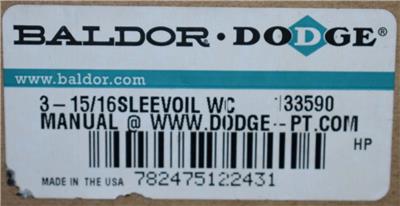 BALDOR · DODGE®
www.baldor.com
3-15/16SLEEVOIL WC 133590
MANUAL @ WWW.DODGE--PT.COM
HP
MADE IN THE USA 782475122431